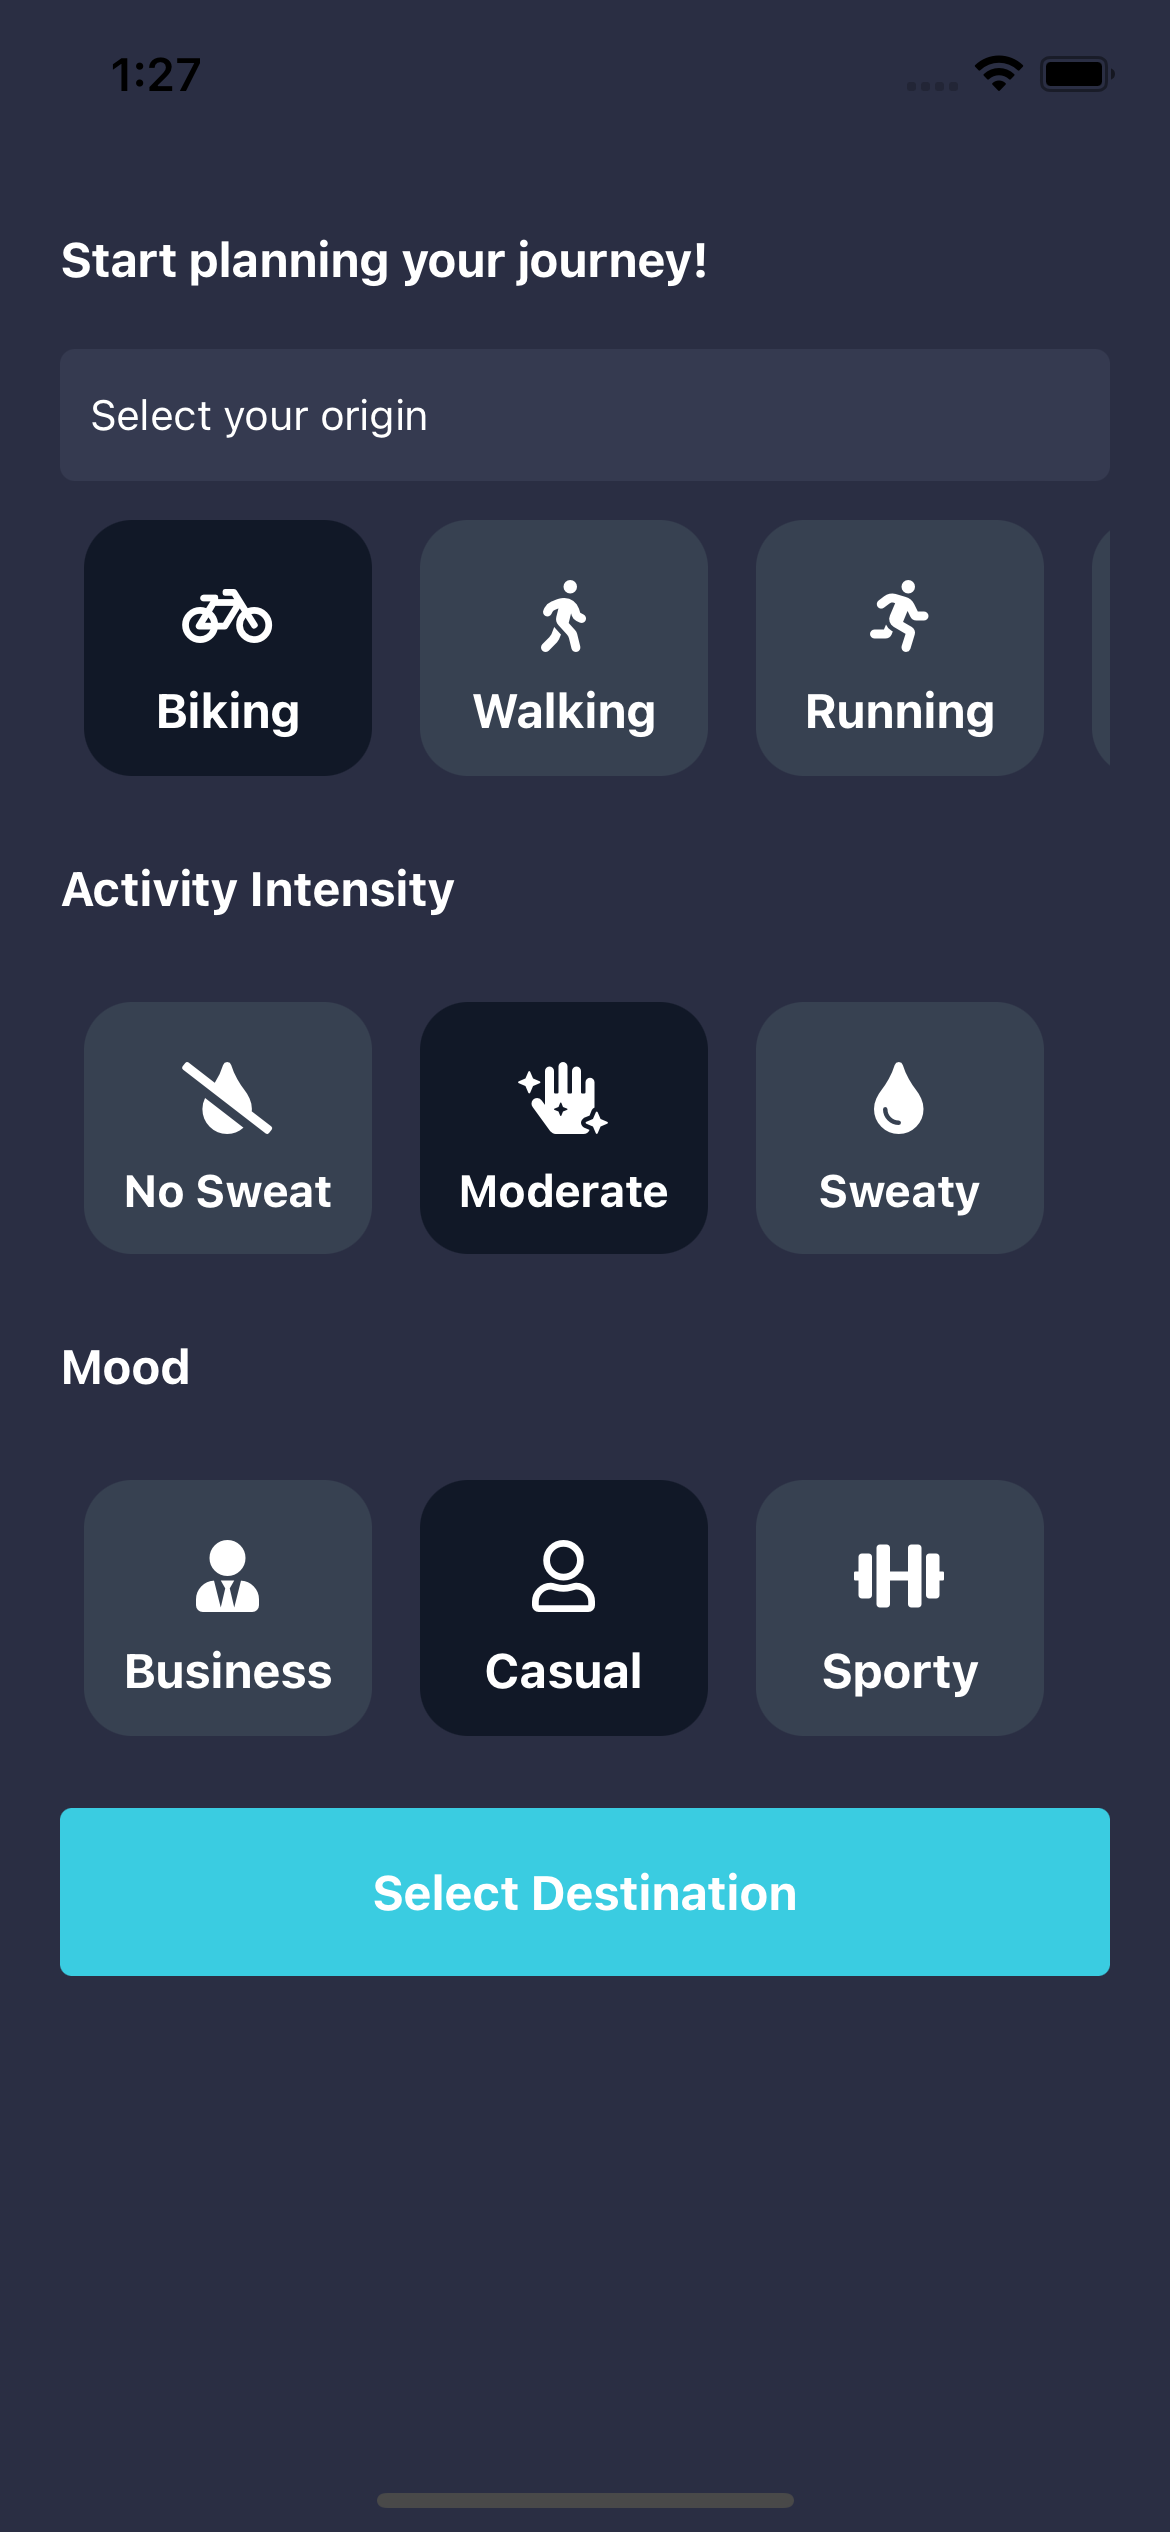 1:27
Start planning your journey!
Select your origin
Biking
Walking
Running
Activity Intensity
No Sweat
Moderate
Sweaty
Mood
Business
Casual
Sporty
Select Destination